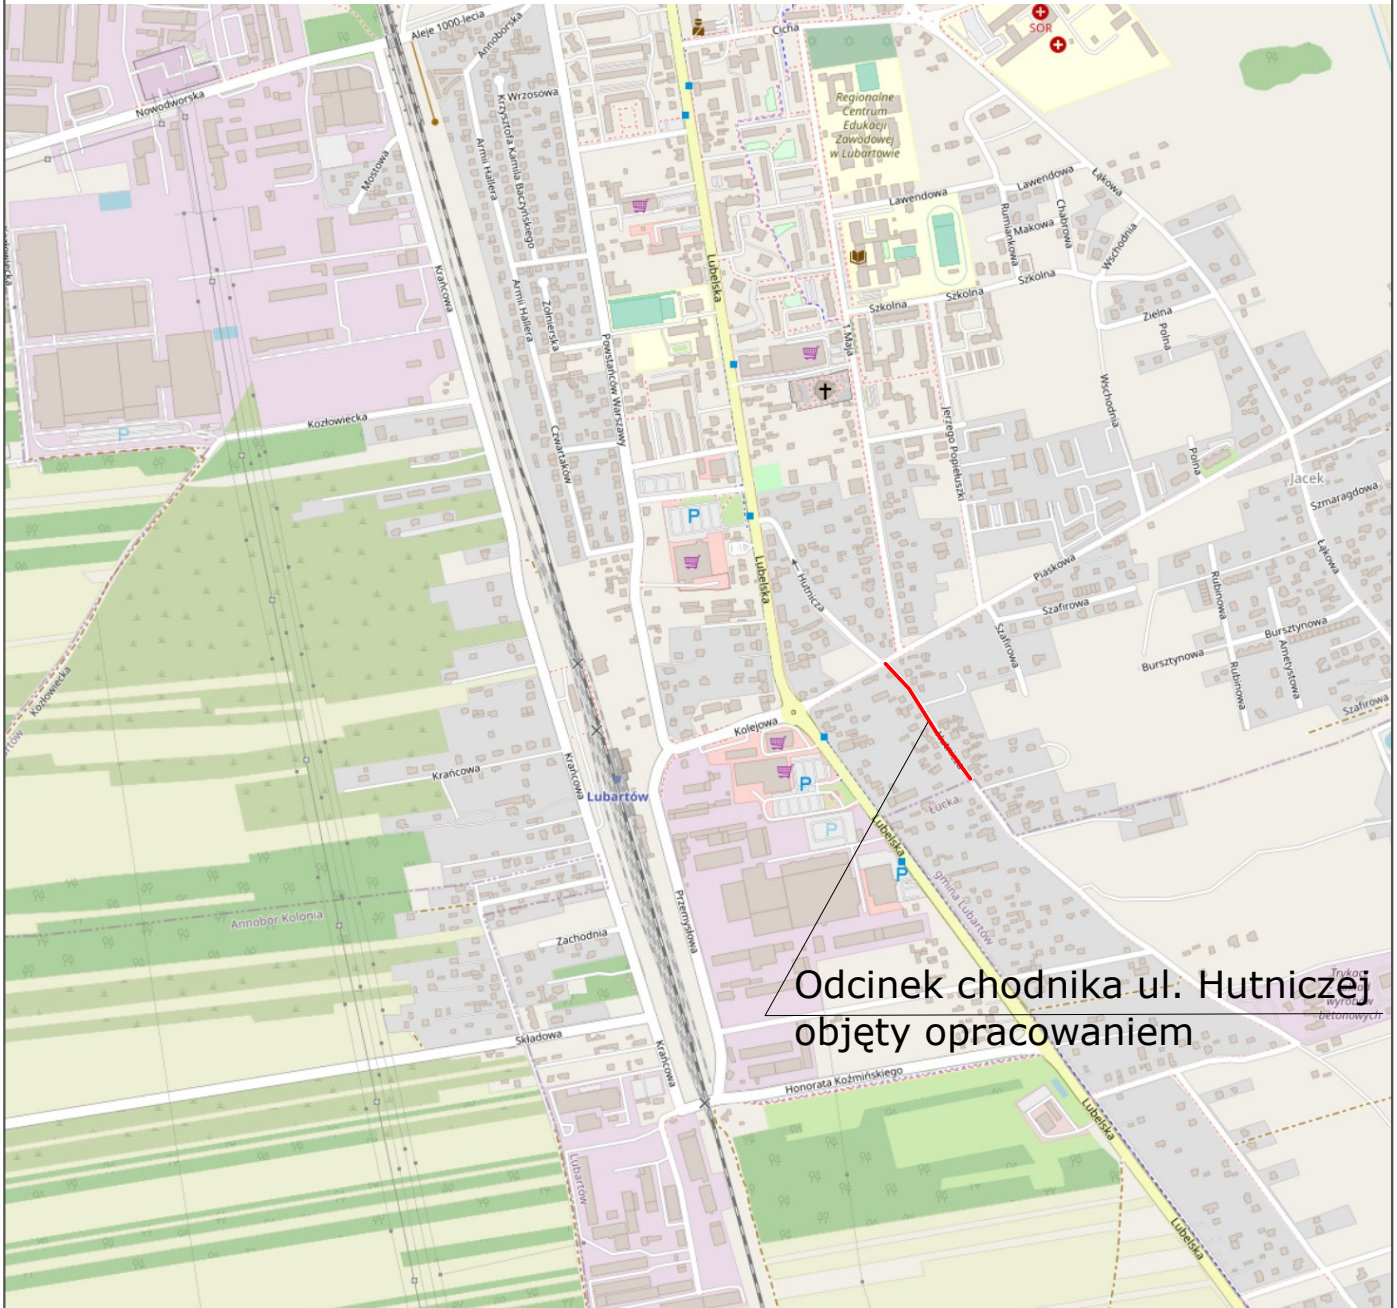 Aleje 1000-lecia
Annoborska
Cicha
SOR
Nowodworska
Wrzosowa
Krzysztofa Kamila Baczyńskiego
Regionalne
Centrum
Edukacji
Zawodowej
w Lubartowie
Mostowa
Armii Hallera
Lawendowa
Lawendowa
Łąkowa
Rumiankowa
Chabrowa
Makowa
Wschodnia
Kozłowiecka
Krańcowa
Lubelska
Armii Hallera
Żołnierska
Szkolna
Szkolna
Szkolna
Zielna
Polna
1 Maja
Powstańców Warszawy
Wschodnia
Kozłowiecka
P
Czwartaków
Jerzego Popiełuszki
Polna
Jacek
Szmaragdowa
P
Łąkowa
Lubelska
Hutnicza
Piaskowa
Rubinowa
Szafirowa
Szafirowa
Bursztynowa
Bursztynowa
Ametystowa
Rubinowa
Szafirowa
Kozłowiecka
Kolejowa
Hutnicza
Krańcowa
Krańcowa
Lubartów
P
P
Łucka
Lubelska
P
gmina Lubartów
Annobór Kolonia
Przemysłowa
Zachodnia
Odcinek chodnika ul. Hutniczej
objęty opracowaniem
wyrobów
betonowych
Składowa
Krańcowa
Honorata Koźmińskiego
Lubelska
Lubartów
Lubelska